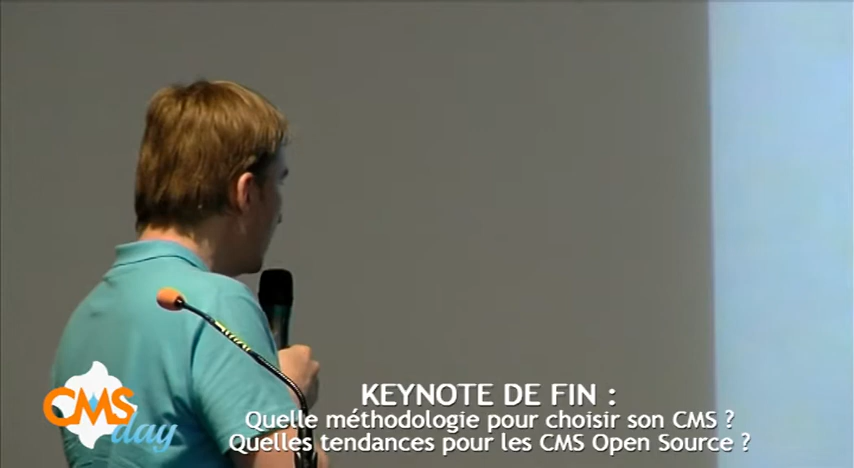 KEYNOTE DE FIN :
Quelle méthodologie pour choisir son CMS ?
Quelles tendances pour les CMS Open Source ?
CMS
day